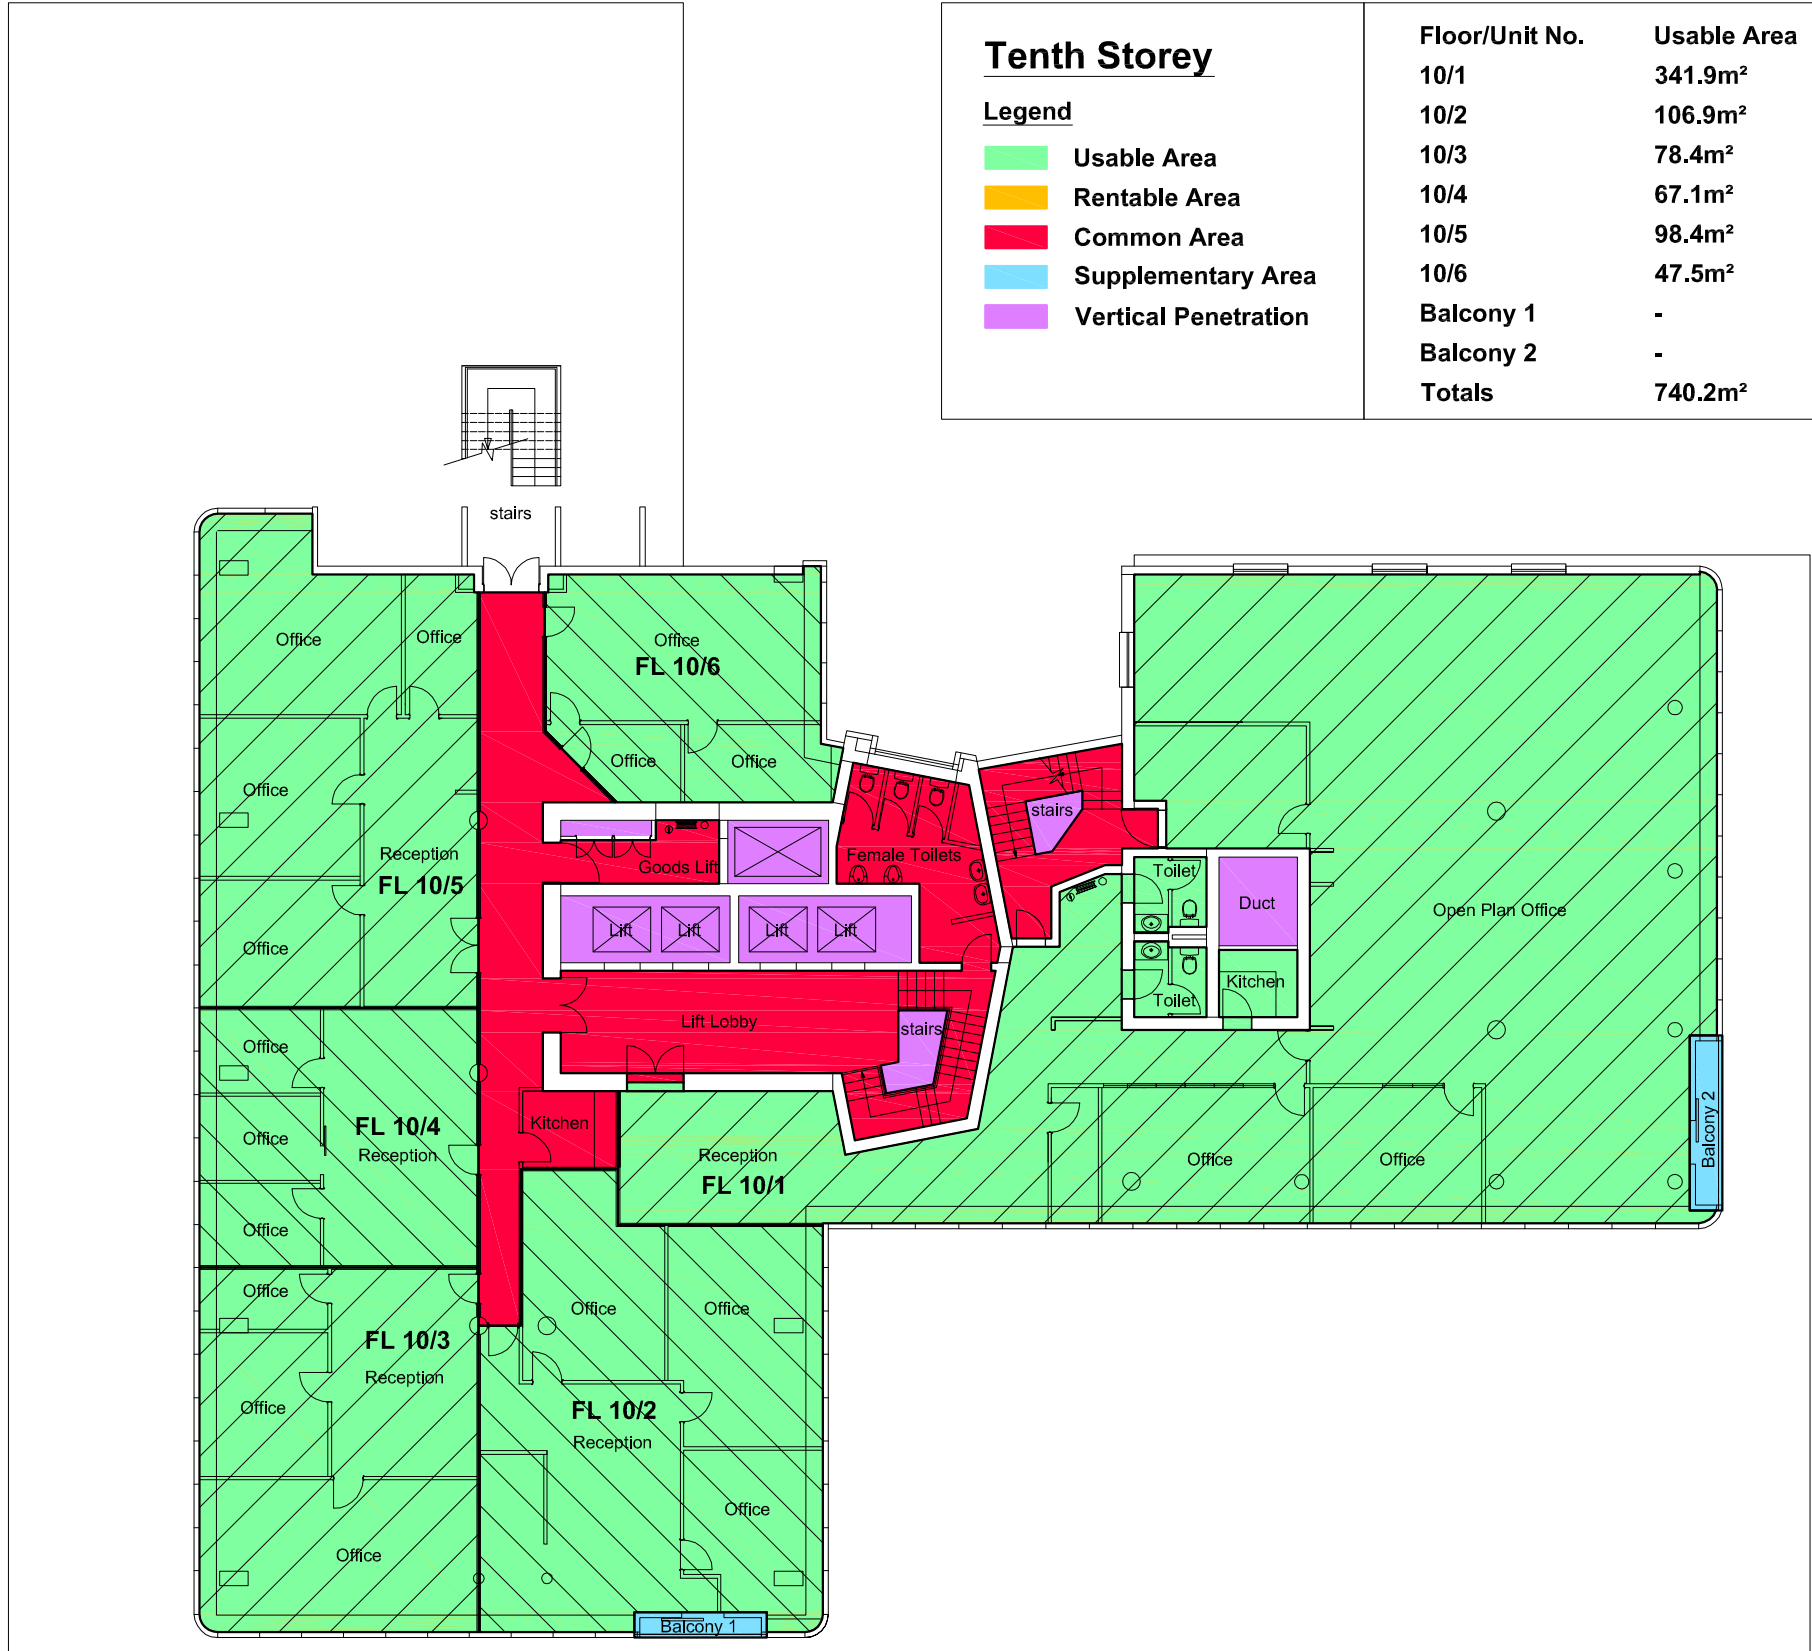 Tenth Storey
Legend
Usable Area
Rentable Area
Common Area
Supplementary Area
Vertical Penetration
Floor/Unit No. Usable Area
10/1 341.9m²
10/2 106.9m²
10/3 78.4m²
10/4 67.1m²
10/5 98.4m²
10/6 47.5m²
Balcony 1 -
Balcony 2 -
Totals 740.2m²
stairs
Office
Office
Office
FL 10/6
Office
Office
Office
Reception
FL 10/5
Office
Goods Lift
Female Toilets
stairs
Toilet
Duct
Open Plan Office
Lift
Lift
Lift
Lift
Toilet
Kitchen
Lift Lobby
stairs
Office
Office
FL 10/4
Reception
Office
Kitchen
Reception
FL 10/1
Office
Office
Balcony 2
Office
FL 10/3
Reception
Office
Office
Office
Office
FL 10/2
Reception
Office
Balcony 1